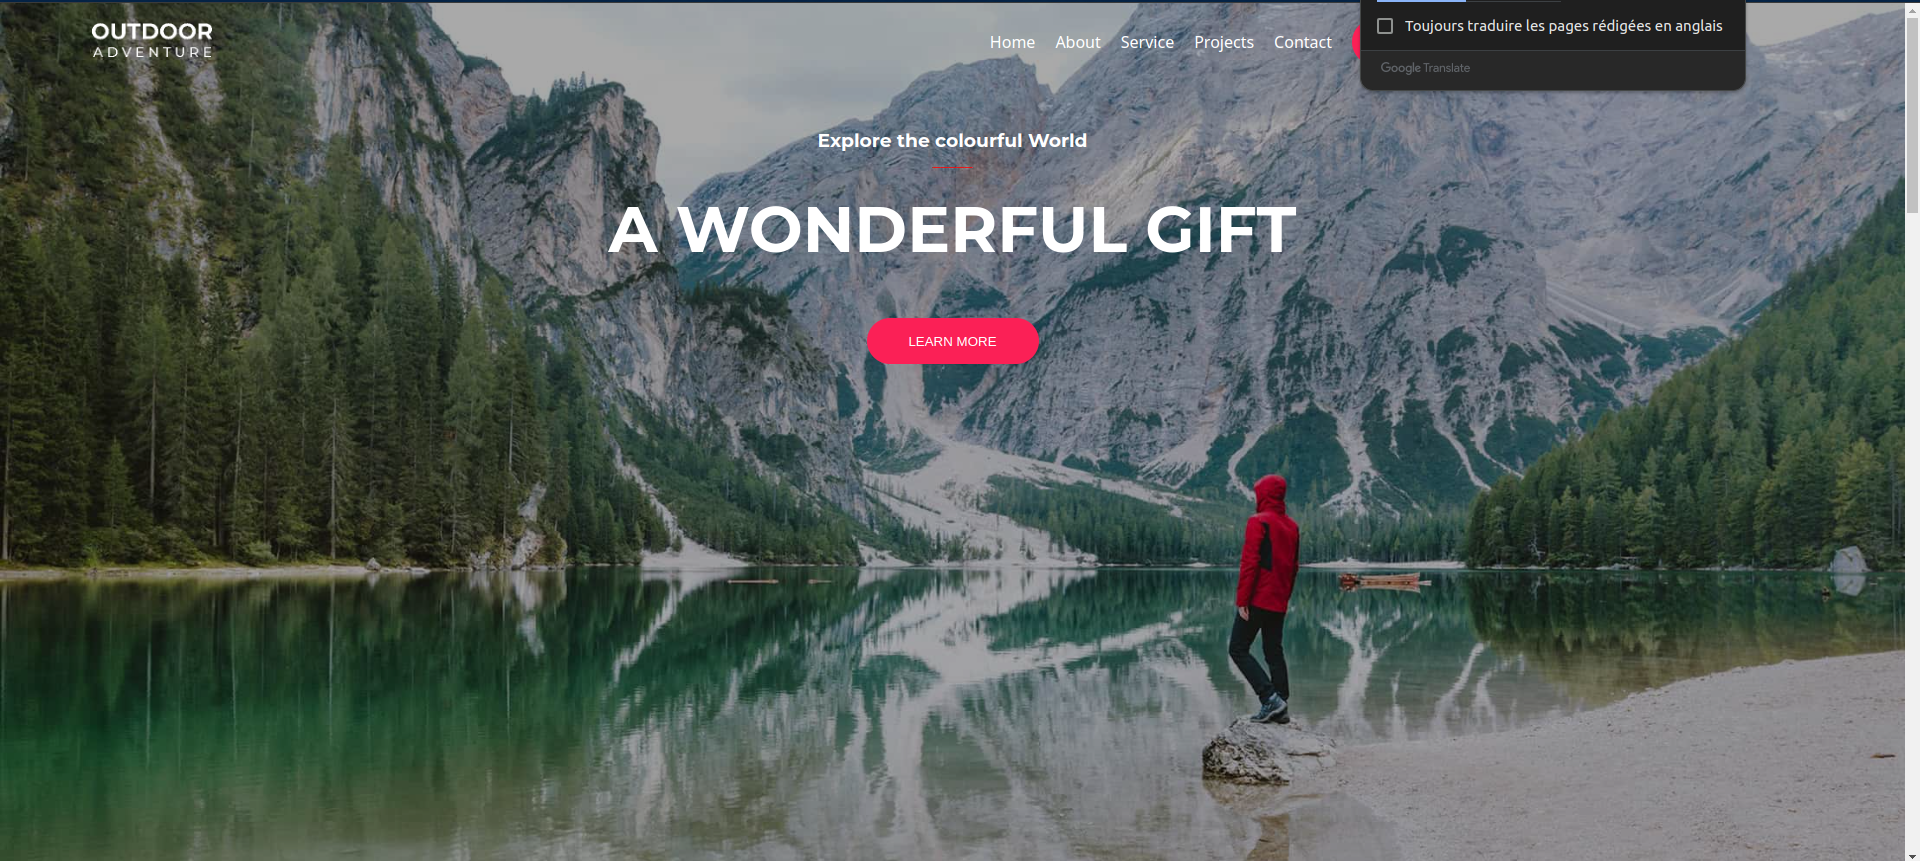 OUTDOOR
ADVENTURE
Home About Service Projects Contact
Toujours traduire les pages rédigées en anglais
Google Translate
Explore the colourful World
A WONDERFUL GIFT
LEARN MORE